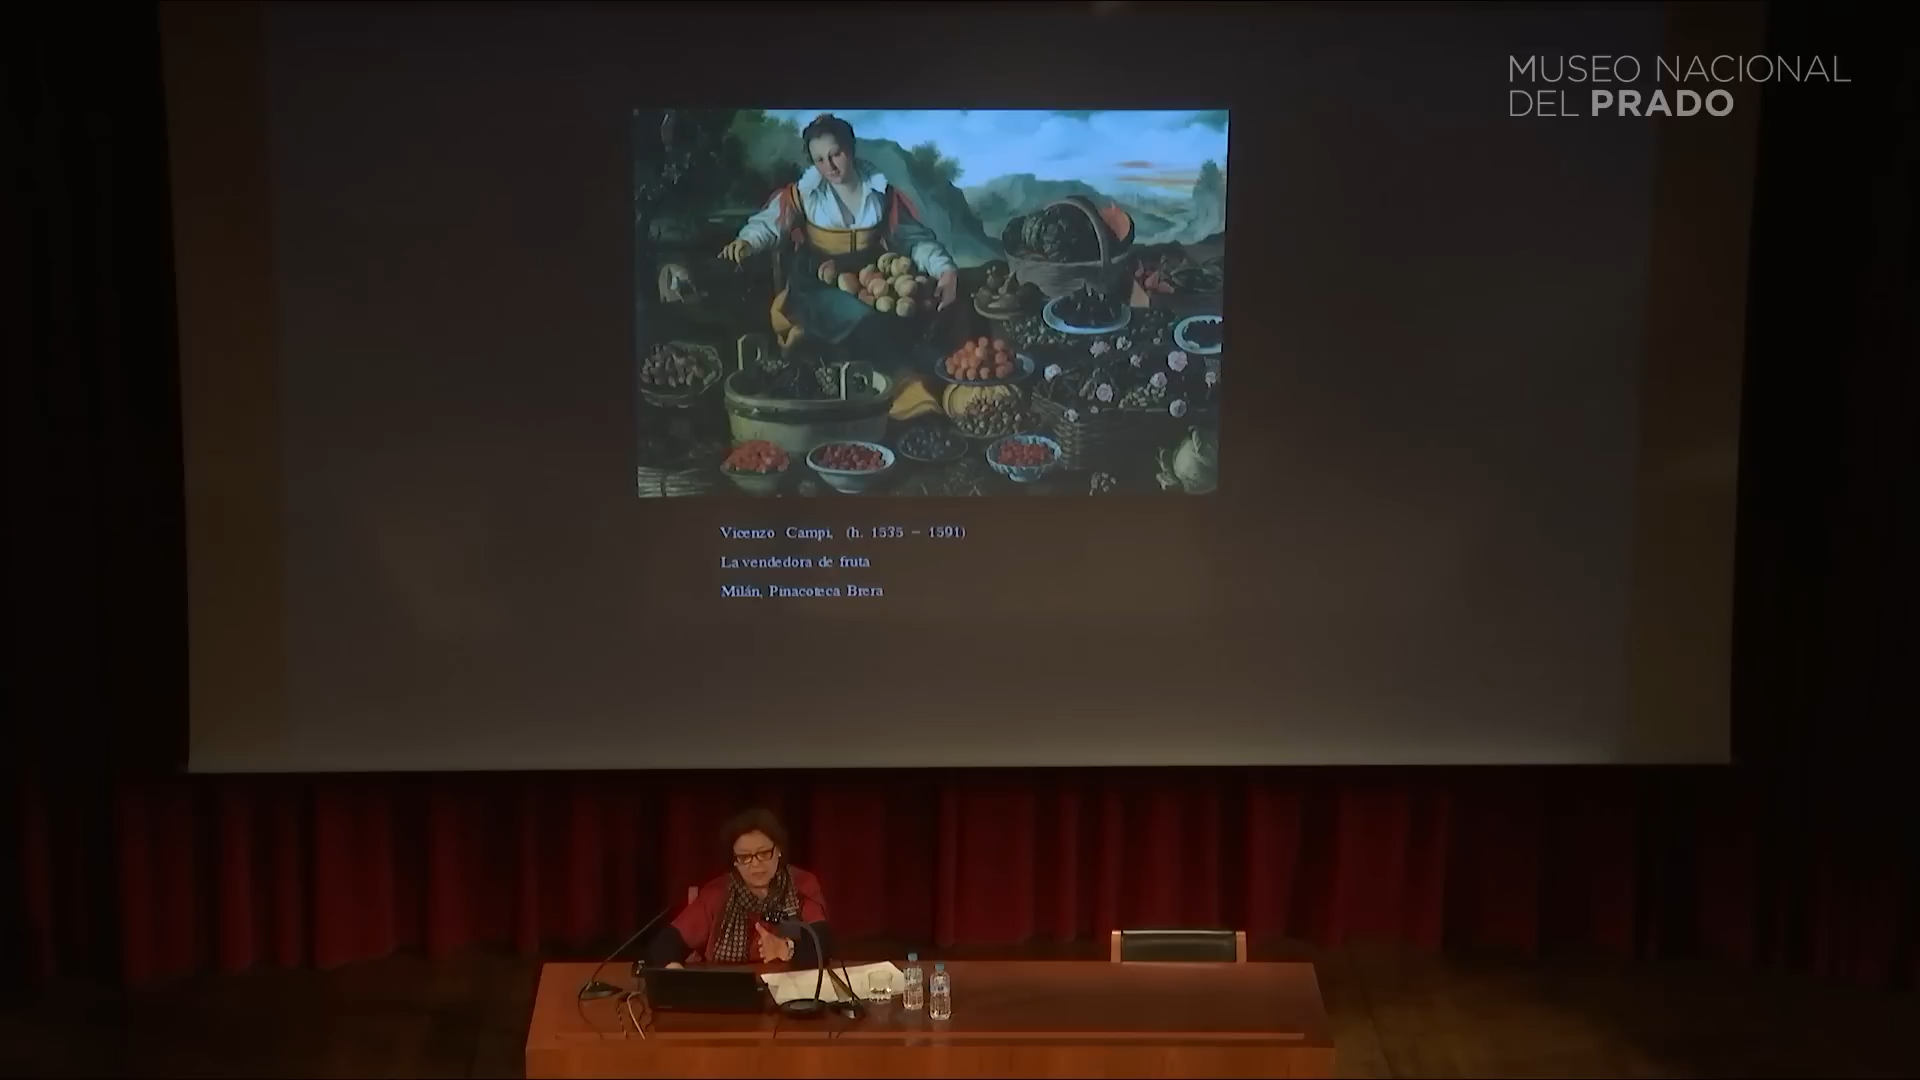 MUSEO NACIONAL
DEL PRADO
Vicenzo Campi, (h. 1535 – 1591)
La vendedora de fruta
Milán, Pinacoteca Brera